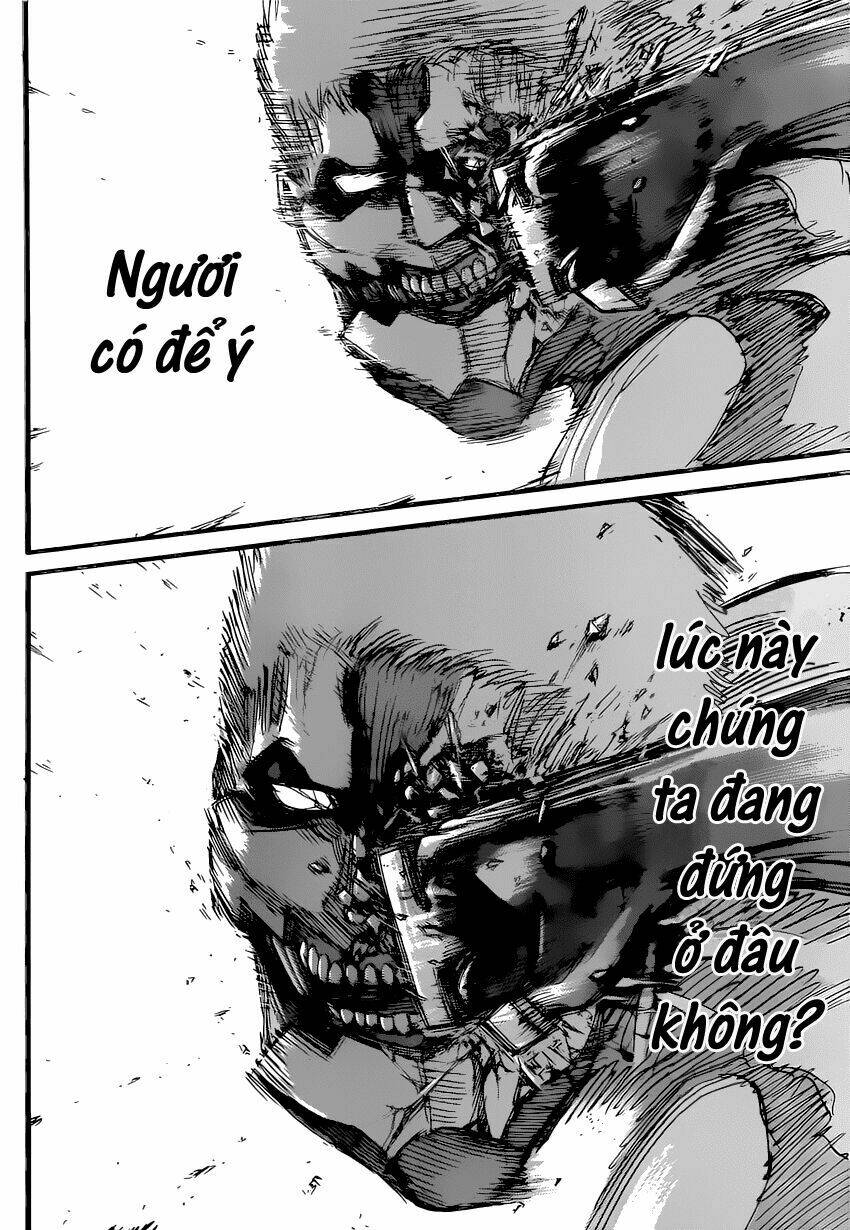 Ngươi
có để ý
lúc này
chúng
ta đang
đứng
ở đâu
không?